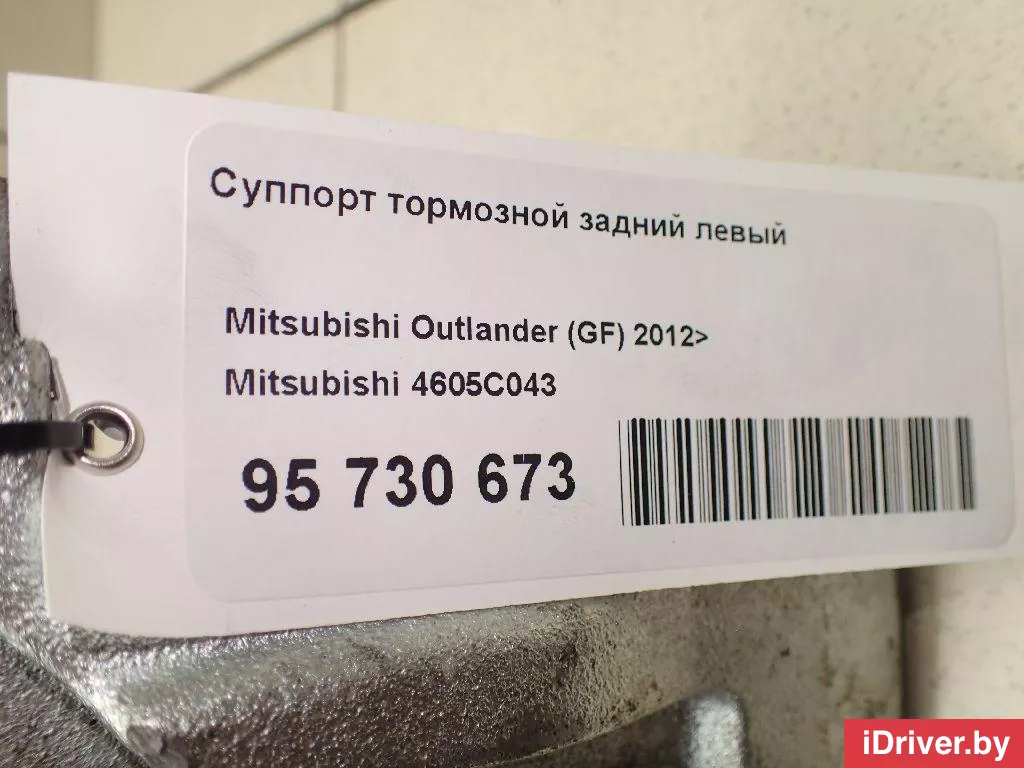 Суппорт тормозной задний левый
Mitsubishi Outlander (GF) 2012>
Mitsubishi 4605C043
95 730 673
iDriver.by